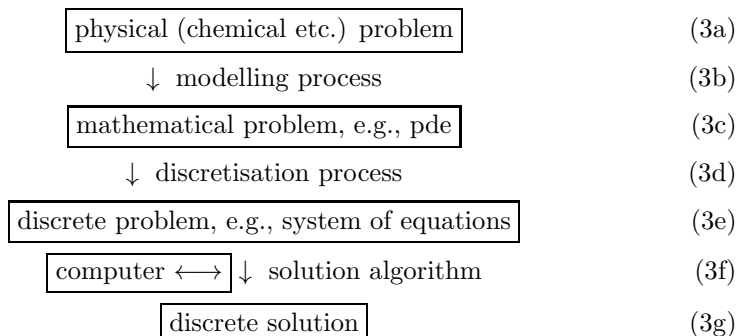 physical (chemical etc.) problem (3a)
↓ modelling process (3b)
mathematical problem, e.g., pde (3c)
↓ discretisation process (3d)
discrete problem, e.g., system of equations (3e)
computer ⟷ ↓ solution algorithm (3f)
discrete solution (3g)